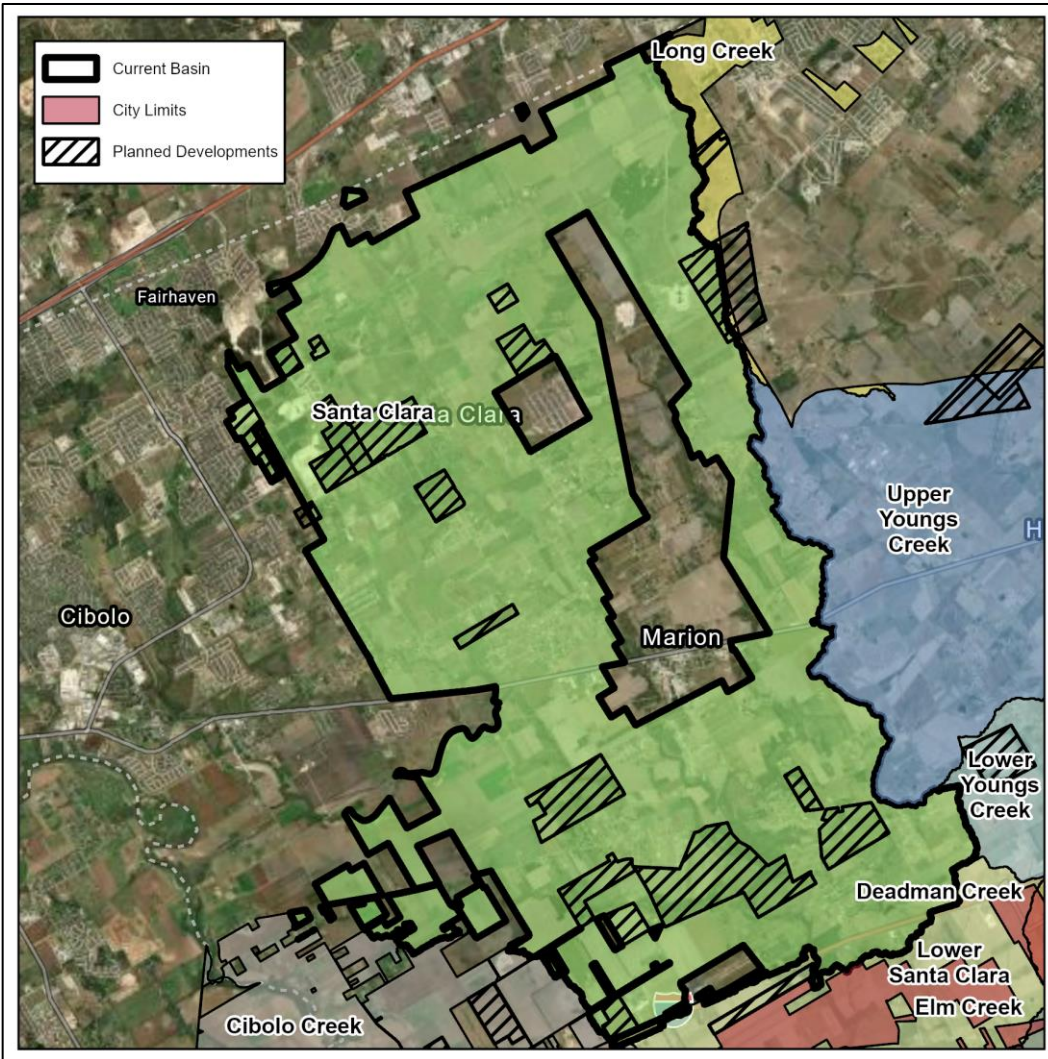 Current Basin
City Limits
Planned Developments
Long Creek
Fairhaven
Santa Clara
a Clara
Upper
Youngs
Creek
H
Cibolo
Marion
Lower
Youngs
Creek
Deadman Creek
Lower
Santa Clara
Elm Creek
Cibolo Creek